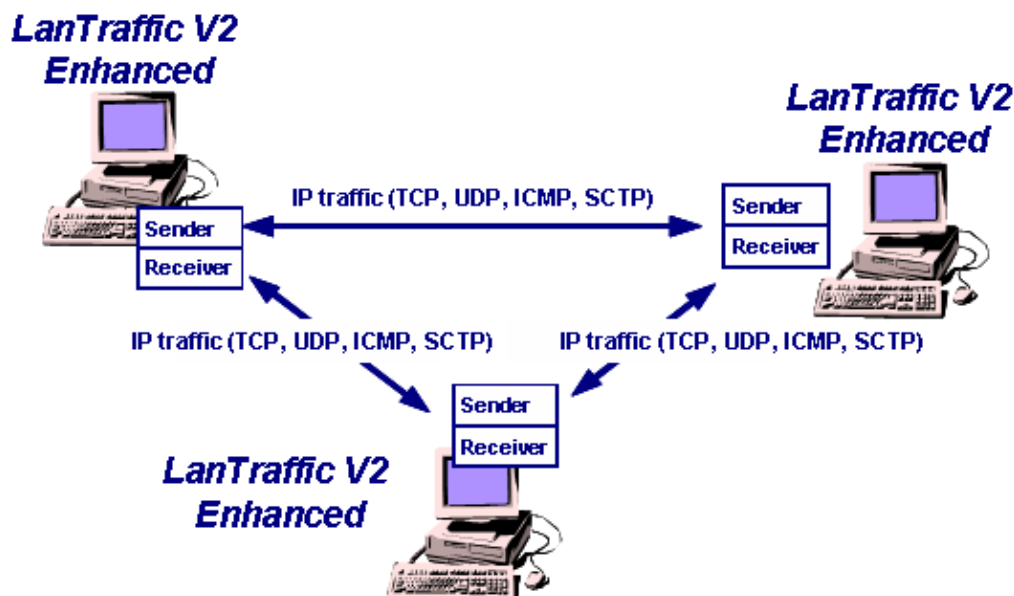 LanTraffic V2
Enhanced
LanTraffic V2
Enhanced
IP traffic (TCP, UDP, ICMP, SCTP)
Sender
Receiver
Sender
Receiver
IP traffic (TCP, UDP, ICMP, SCTP)
IP traffic (TCP, UDP, ICMP, SCTP)
Sender
Receiver
LanTraffic V2
Enhanced